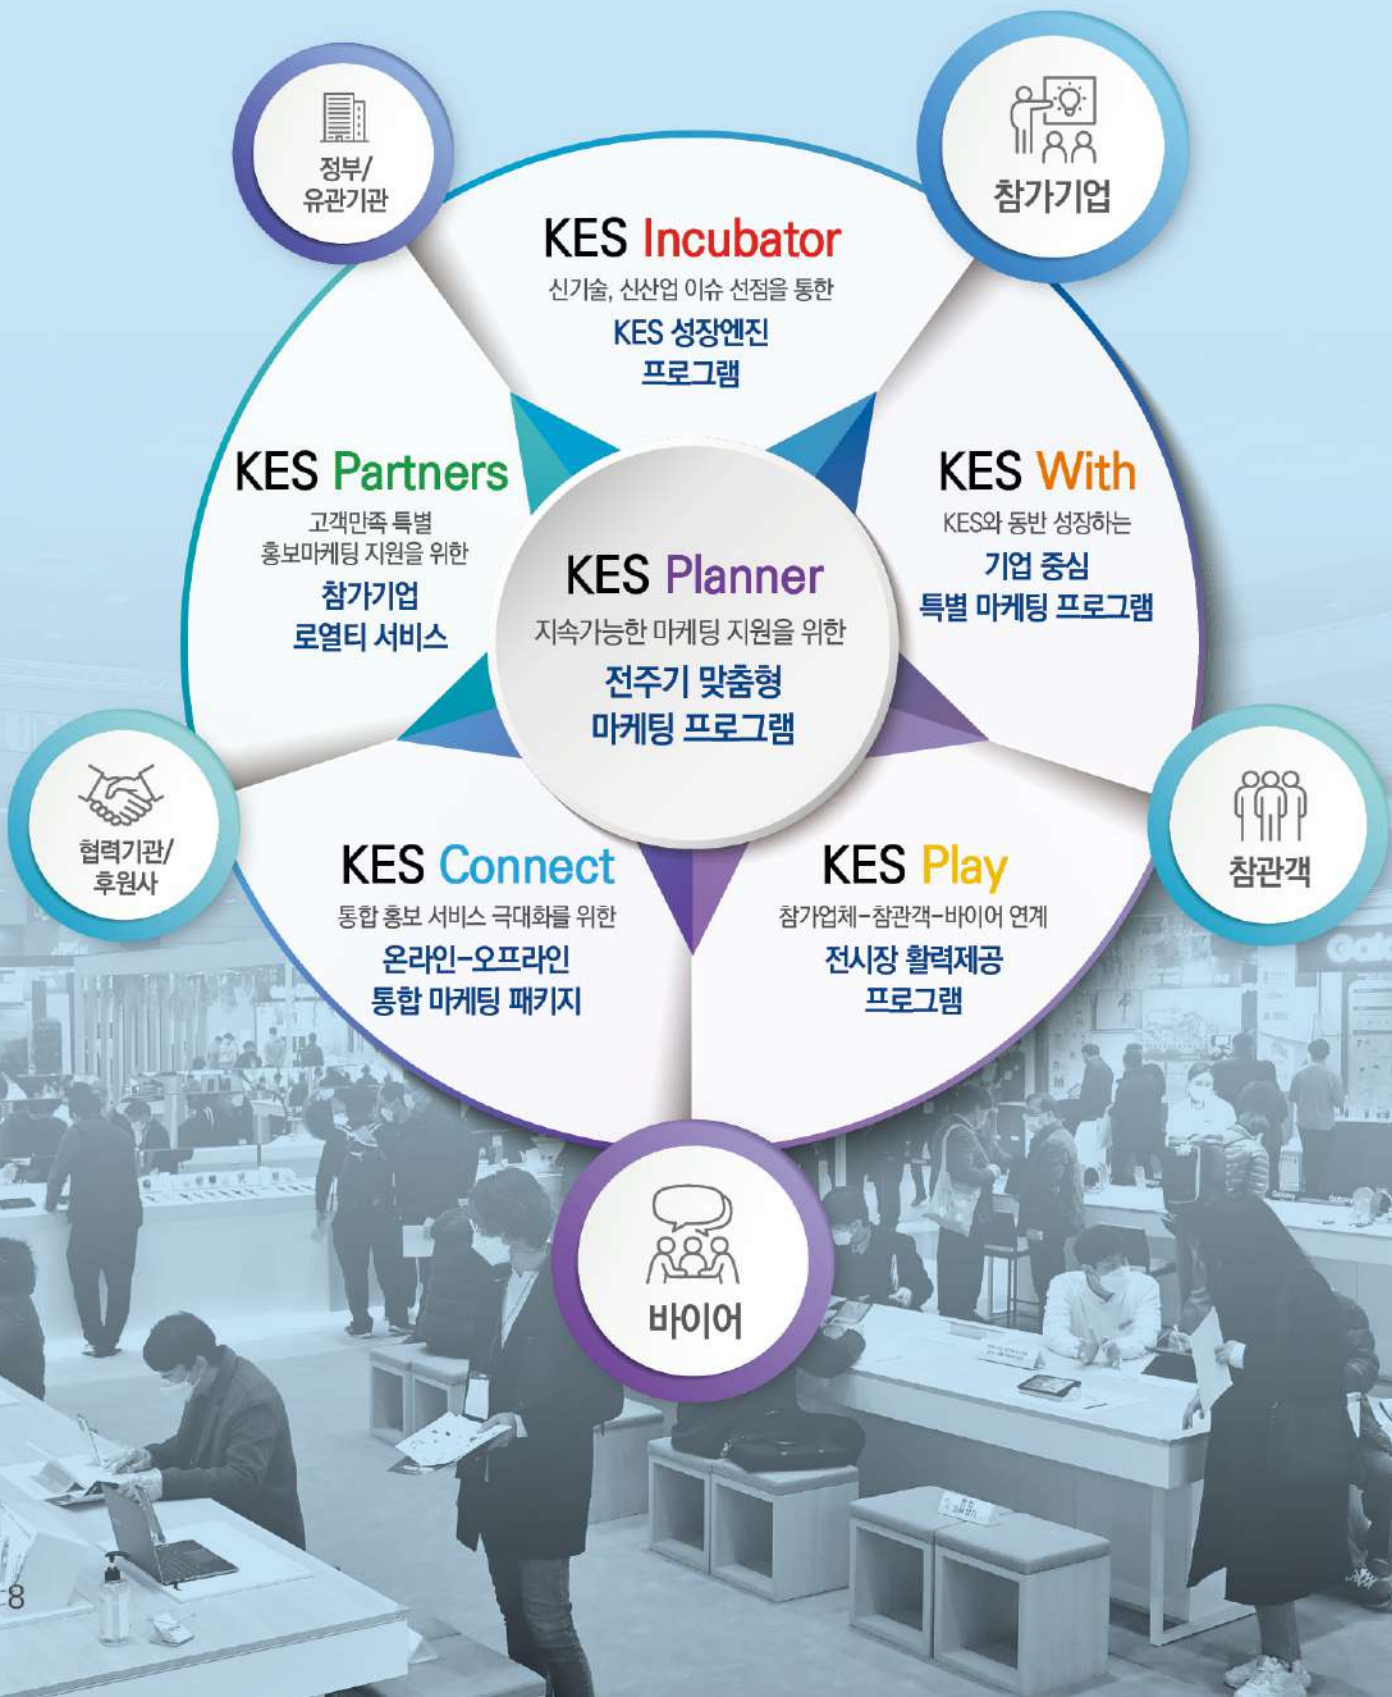 정부/
유관기관
참가기업
KES Incubator
신기술, 신산업 이슈 선점을 통한
KES 성장엔진
프로그램
KES Partners
고객만족 특별
홍보마케팅 지원을 위한
참가기업
로열티 서비스
KES With
KES와 동반 성장하는
기업 중심
특별 마케팅 프로그램
KES Planner
지속가능한 마케팅 지원을 위한
전주기 맞춤형
마케팅 프로그램
협력기관/
후원사
KES Connect
통합 홍보 서비스 극대화를 위한
온라인-오프라인
통합 마케팅 패키지
KES Play
참가업체-참관객-바이어 연계
전시장 활력제공
프로그램
참관객
바이어
Galaxy
8